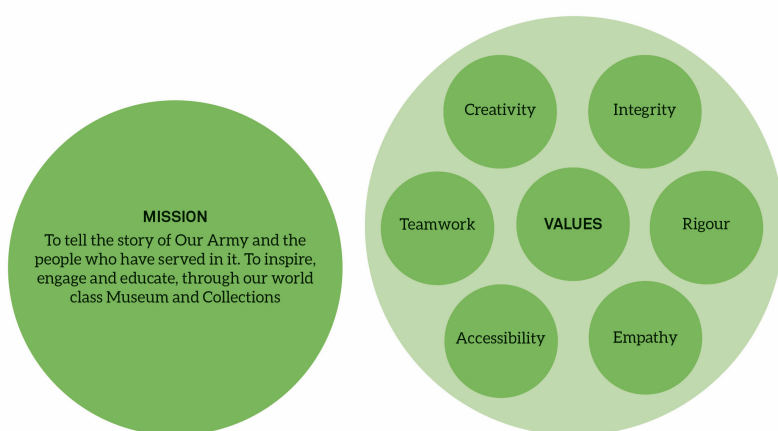 MISSION
To tell the story of Our Army and the
people who have served in it. To inspire,
engage and educate, through our world
class Museum and Collections
Creativity
Integrity
Teamwork
VALUES
Rigour
Accessibility
Empathy